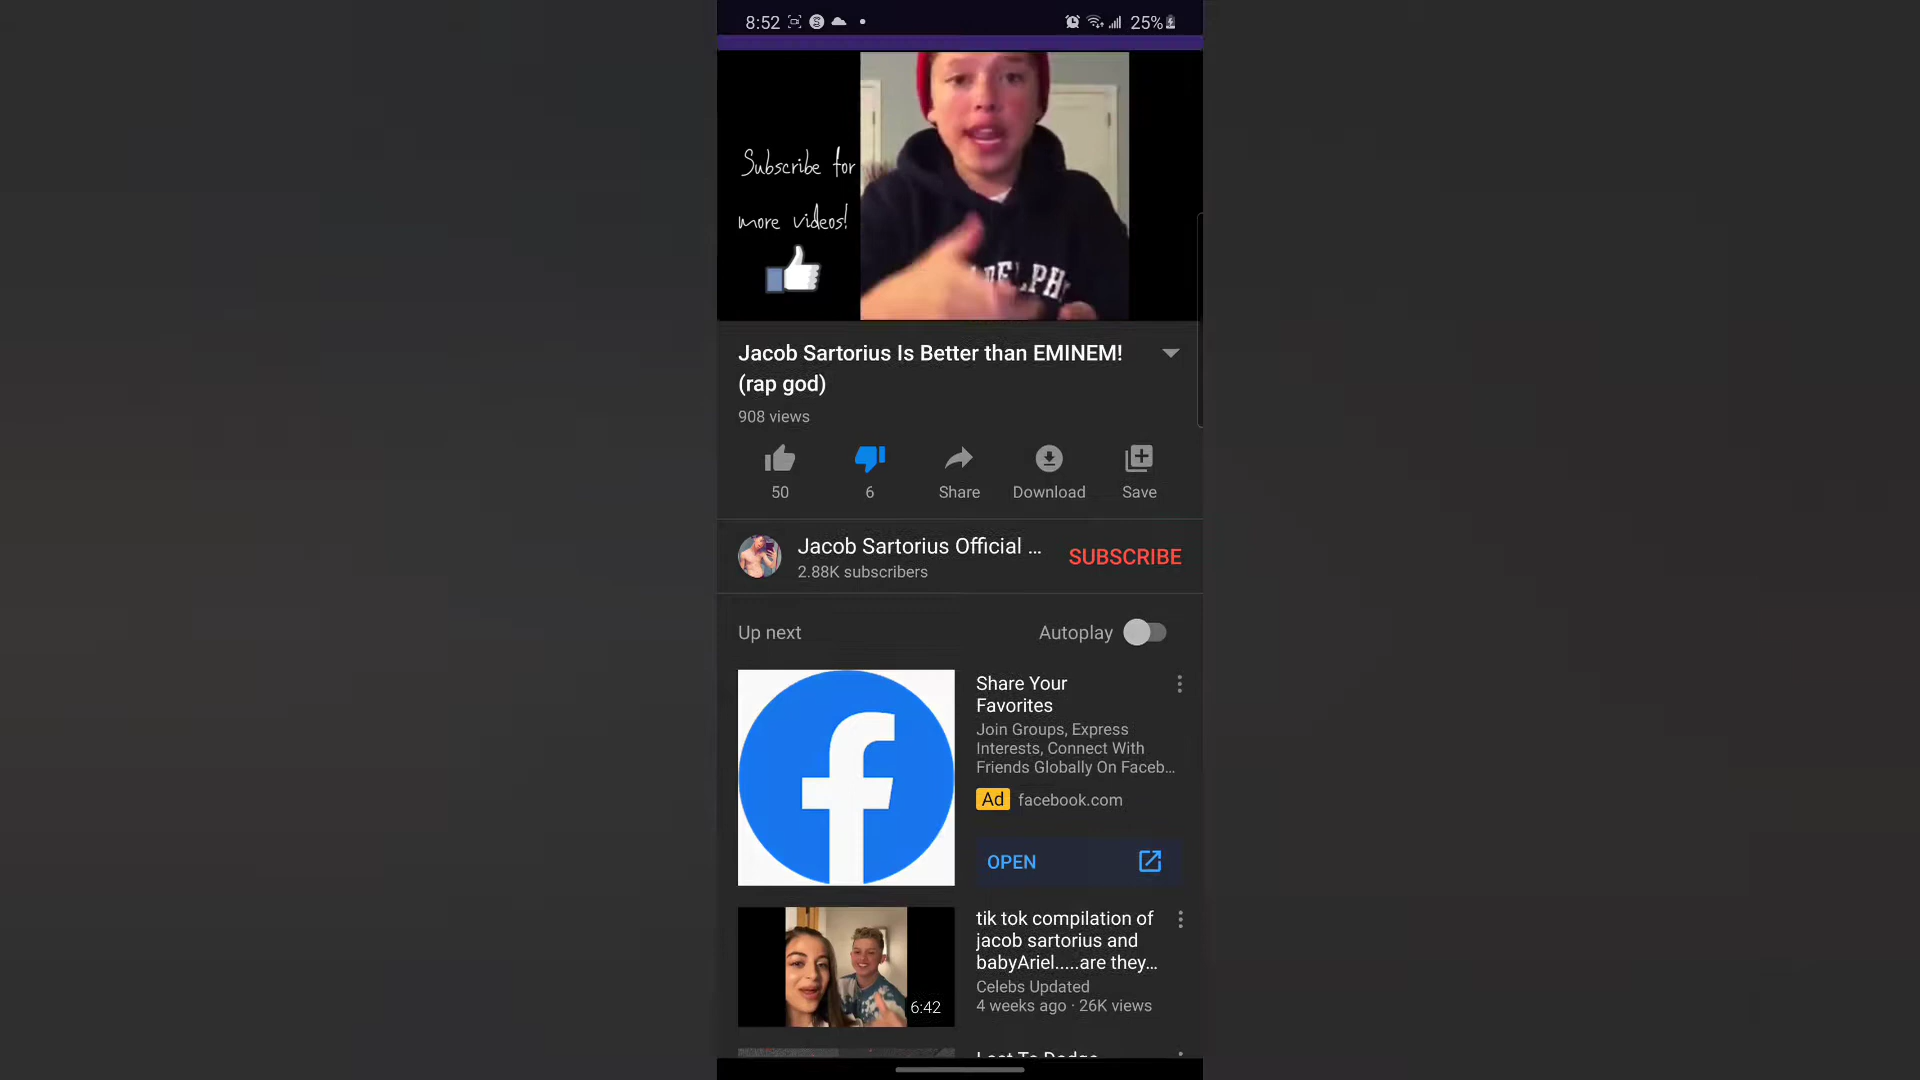 8:52
25%
Subscribe for
more videos!
Jacob Sartorius Is Better than EMINEM!
(rap god)
908 views
50
6
Share
Download
Save
Jacob Sartorius Official ...
2.88K subscribers
SUBSCRIBE
Up next
Autoplay
Share Your
Favorites
Join Groups, Express
Interests, Connect With
Friends Globally On Faceb...
Ad facebook.com
OPEN
tik tok compilation of
jacob sartorius and
babyAriel.....are they...
Celebs Updated
4 weeks ago · 26K views
6:42